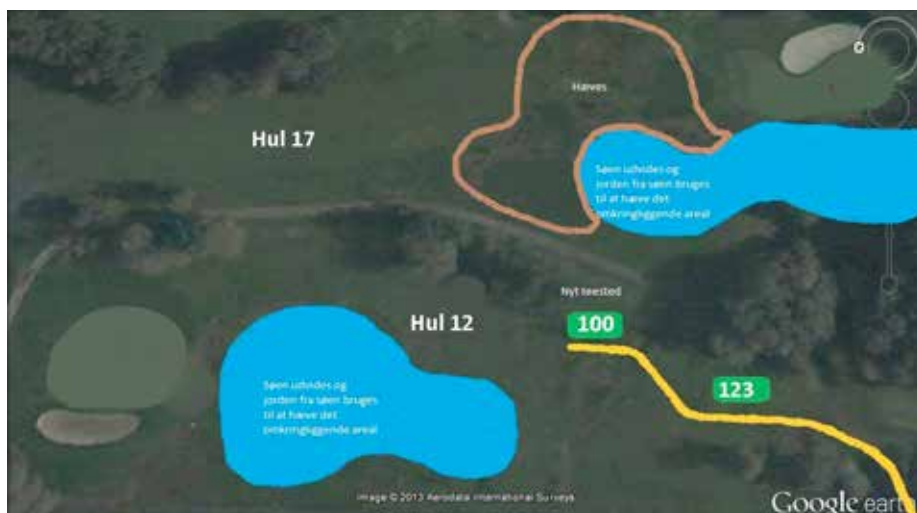 G
Hæves
Hul 17
Søen udvides og
jorden fra søen bruges
til at hæve det
omkringliggende areal
Nyt teested
100
Hul 12
123
Søen udvides og
jorden fra søen bruges
til at hæve det
omkringliggende areal
Image © 2013 Aerodata International Surveys
Google earth